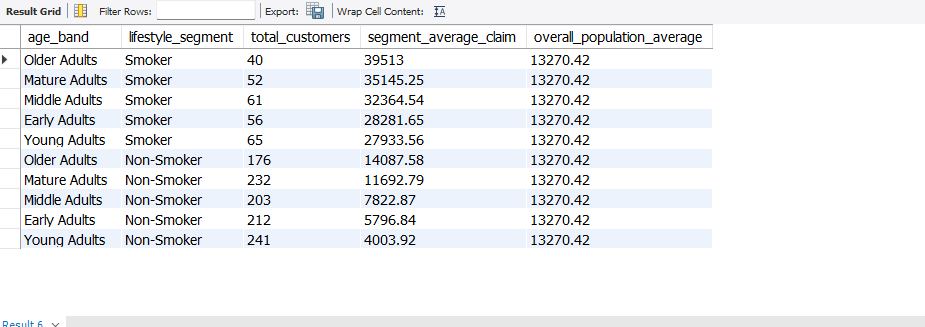 Result Grid Filter Rows: Export: Wrap Cell Content:
age_band lifestyle_segment total_customers segment_average_claim overall_population_average
Older Adults Smoker 40 39513 13270.42
Mature Adults Smoker 52 35145.25 13270.42
Middle Adults Smoker 61 32364.54 13270.42
Early Adults Smoker 56 28281.65 13270.42
Young Adults Smoker 65 27933.56 13270.42
Older Adults Non-Smoker 176 14087.58 13270.42
Mature Adults Non-Smoker 232 11692.79 13270.42
Middle Adults Non-Smoker 203 7822.87 13270.42
Early Adults Non-Smoker 212 5796.84 13270.42
Young Adults Non-Smoker 241 4003.92 13270.42
Result 6